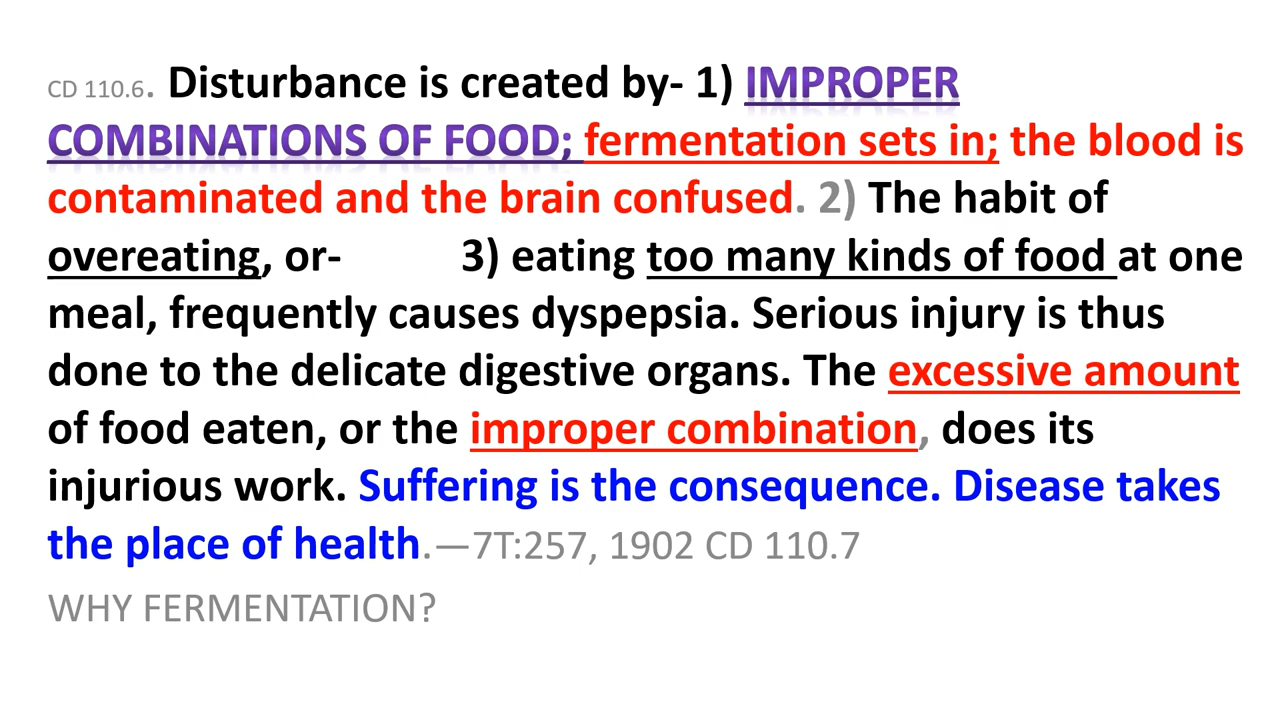 CD 110.6. Disturbance is created by- 1) IMPROPER
COMBINATIONS OF FOOD; fermentation sets in; the blood is
contaminated and the brain confused. 2) The habit of
overeating, or- 3) eating too many kinds of food at one
meal, frequently causes dyspepsia. Serious injury is thus
done to the delicate digestive organs. The excessive amount
of food eaten, or the improper combination, does its
injurious work. Suffering is the consequence. Disease takes
the place of health.—7T:257, 1902 CD 110.7
WHY FERMENTATION?